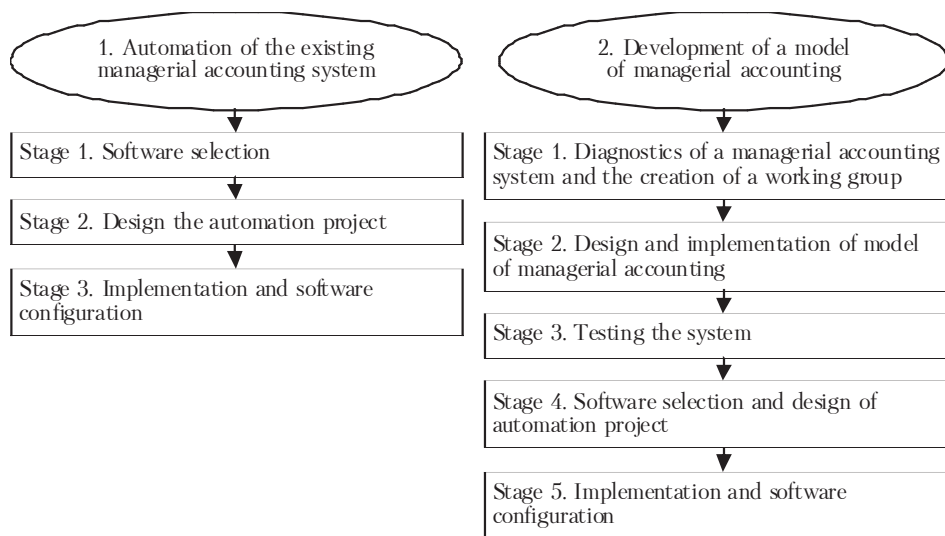 1. Automation of the existing
managerial accounting system
Stage 1. Software selection
Stage 2. Design the automation project
Stage 3. Implementation and software
configuration
2. Development of a model
of managerial accounting
Stage 1. Diagnostics of a managerial accounting
system and the creation of a working group
Stage 2. Design and implementation of model
of managerial accounting
Stage 3. Testing the system
Stage 4. Software selection and design of
automation project
Stage 5. Implementation and software
configuration